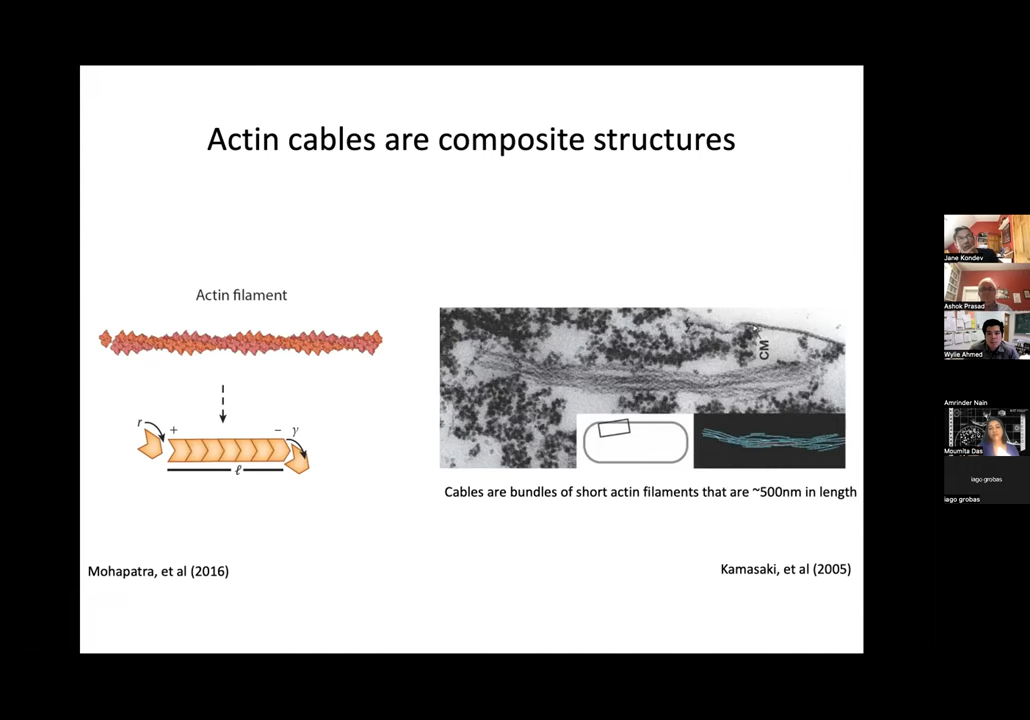 Actin cables are composite structures
Actin filament
r
+
−
γ
ℓ
CM
Cables are bundles of short actin filaments that are ~500nm in length
Mohapatra, et al (2016)
Kamasaki, et al (2005)
Jane Kondev
Ashok Prasad
Wylie Ahmed
Amrinder Nain
Moumita Das
iago grobas
iago grobas